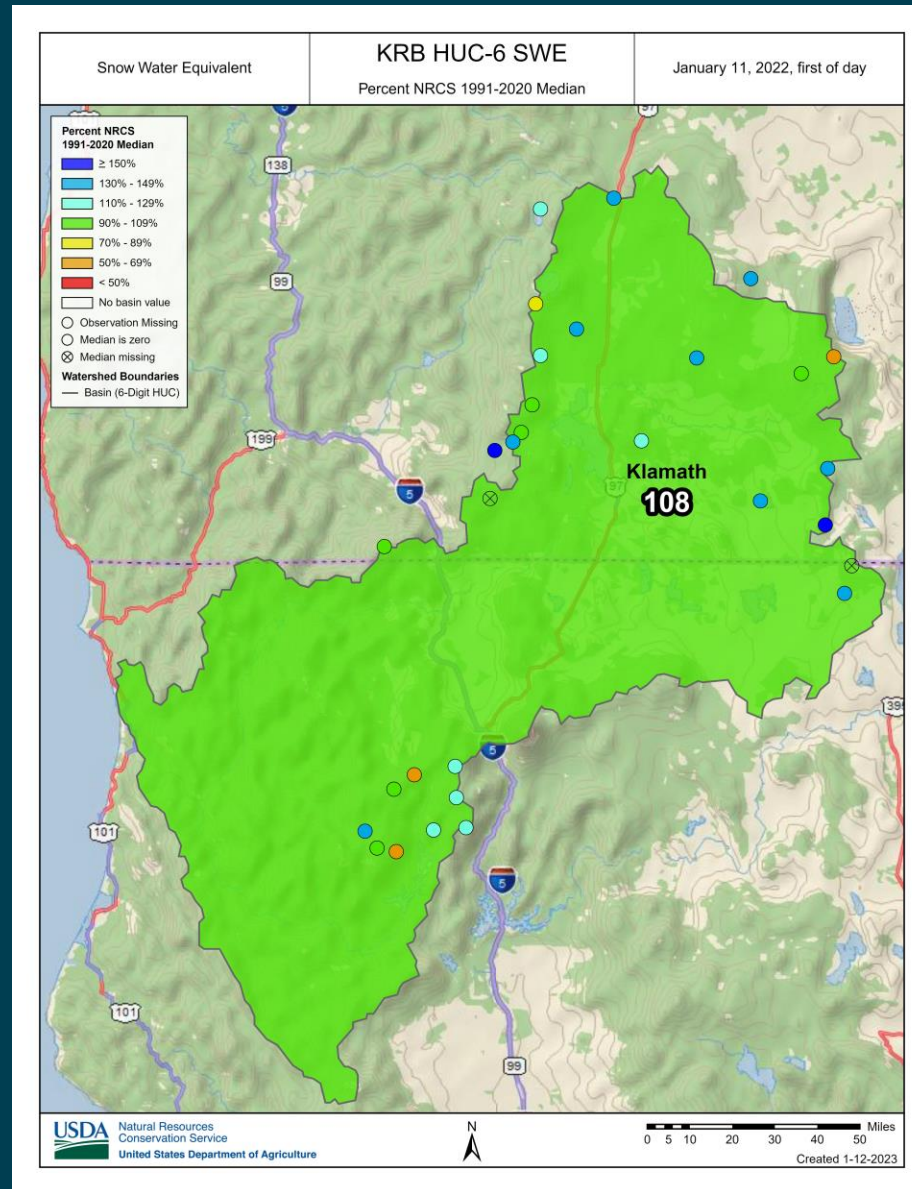 Snow Water Equivalent
KRB HUC-6 SWE
Percent NRCS 1991-2020 Median
January 11, 2022, first of day
Percent NRCS
1991-2020 Median
≥ 150%
130% - 149%
110% - 129%
90% - 109%
70% - 89%
50% - 69%
< 50%
No basin value
Observation Missing
Median is zero
Median missing
Watershed Boundaries
Basin (6-Digit HUC)
101
5
97
138
99
199
5
Klamath
108
97
395
5
101
5
101
99
USDA
Natural Resources
Conservation Service
United States Department of Agriculture
N
Miles
0 5 10 20 30 40 50
Created 1-12-2023